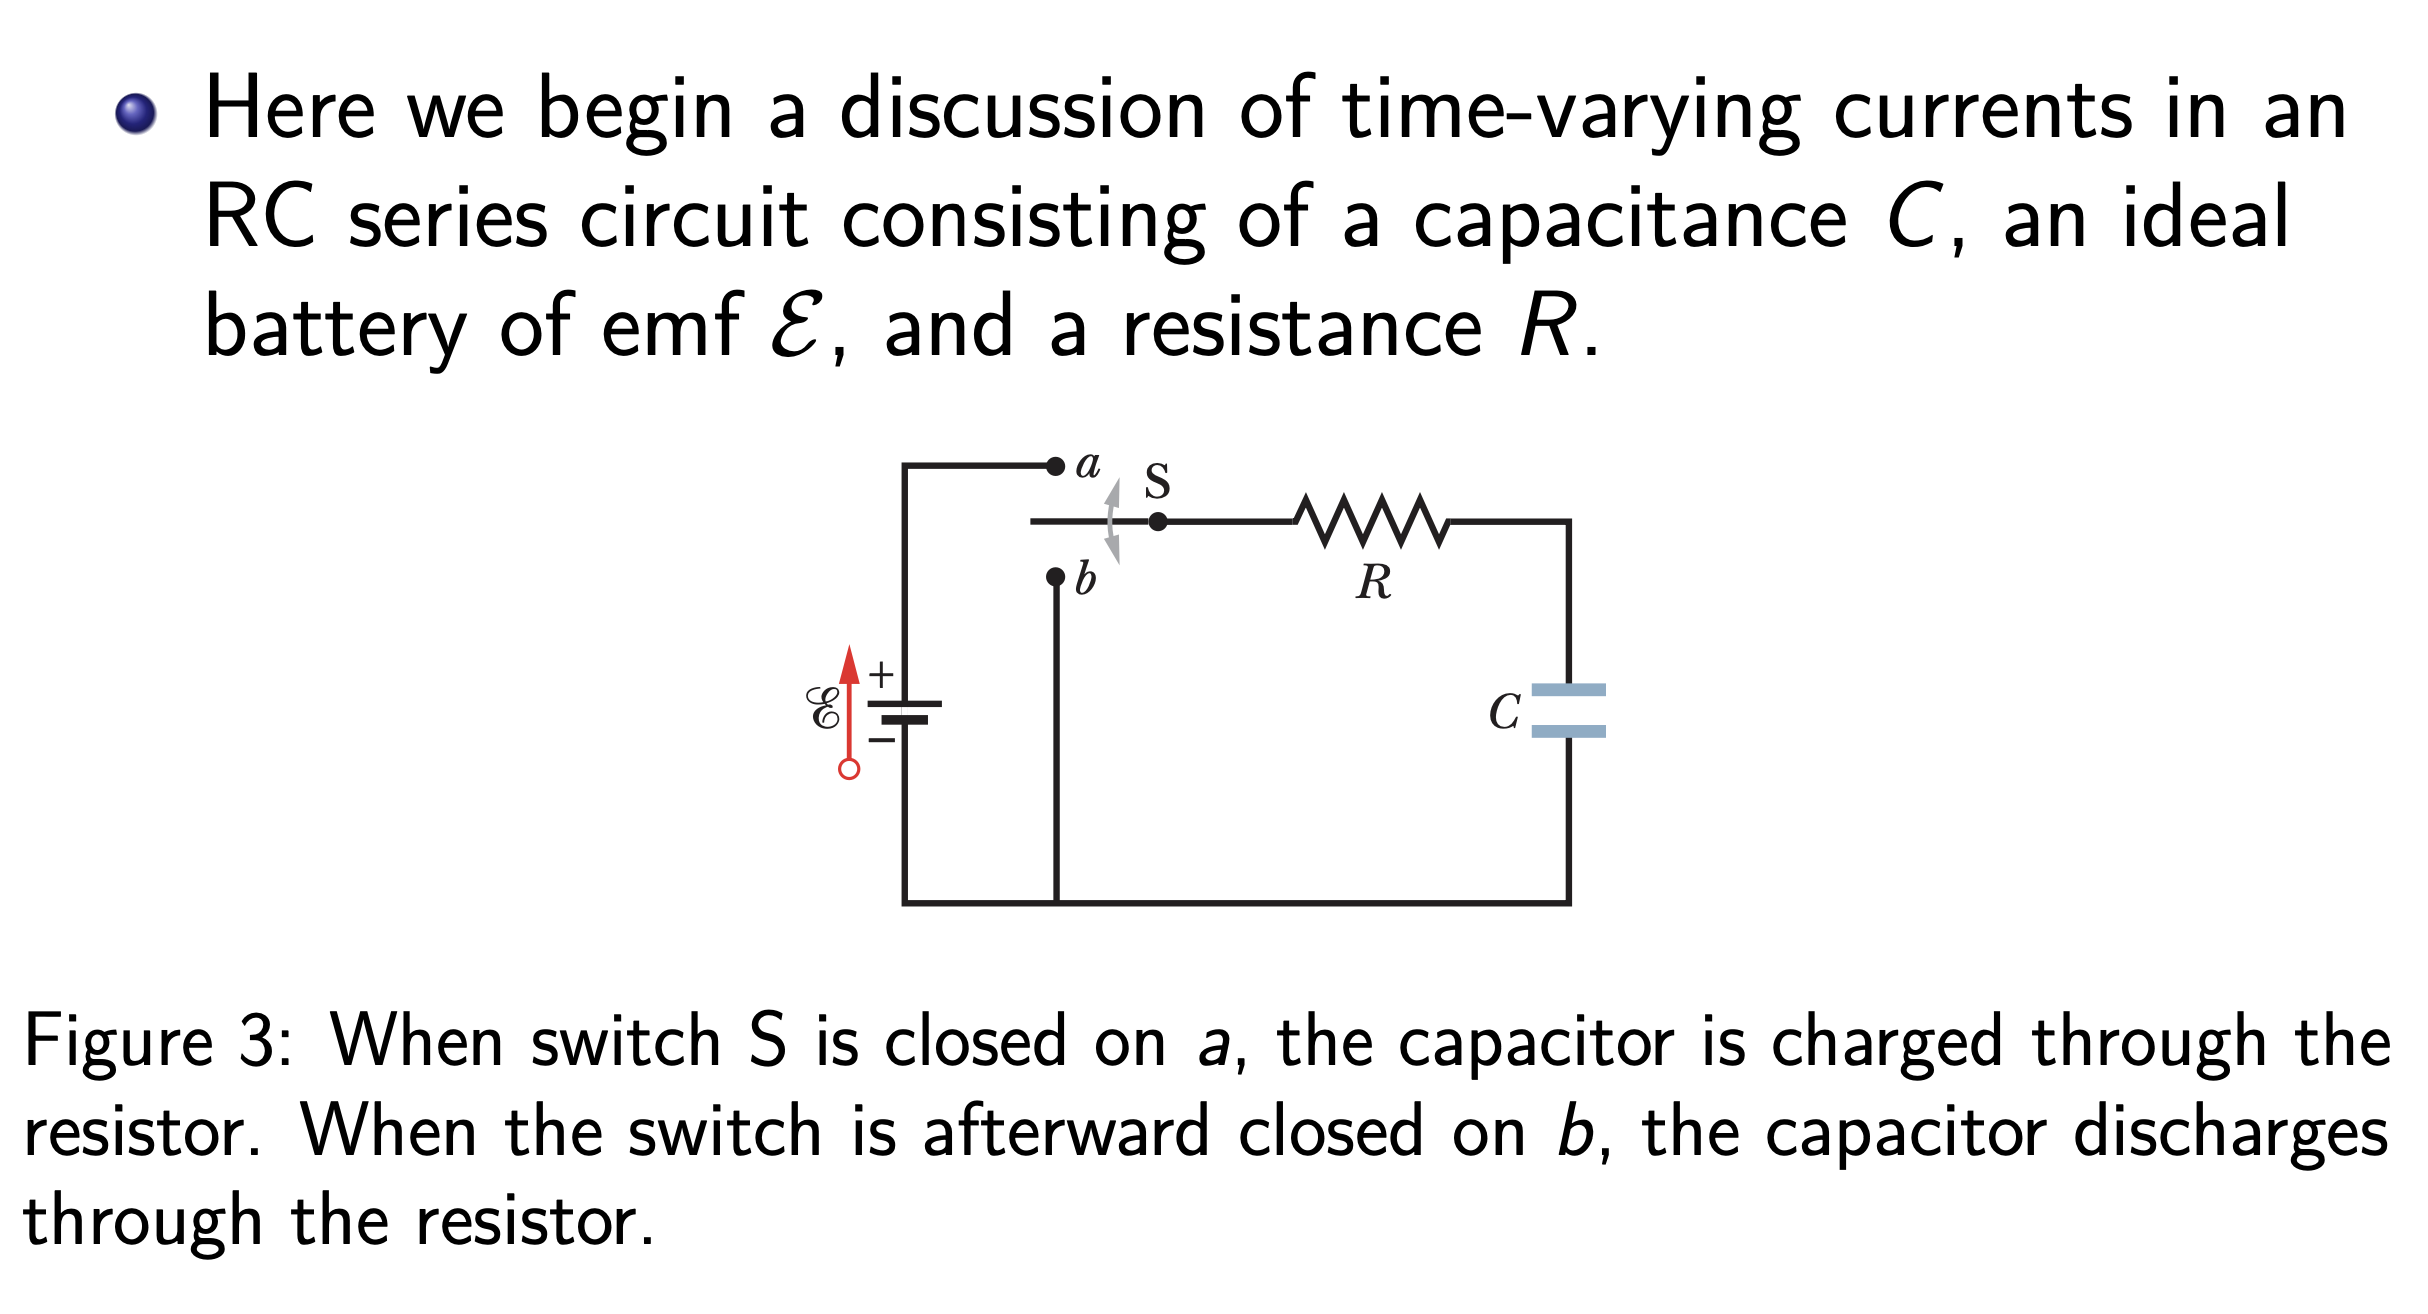 Here we begin a discussion of time-varying currents in an
RC series circuit consisting of a capacitance C, an ideal
battery of emf ℰ, and a resistance R.
a
S
b
R
+
ℰ
−
C
Figure 3: When switch S is closed on a, the capacitor is charged through the
resistor. When the switch is afterward closed on b, the capacitor discharges
through the resistor.